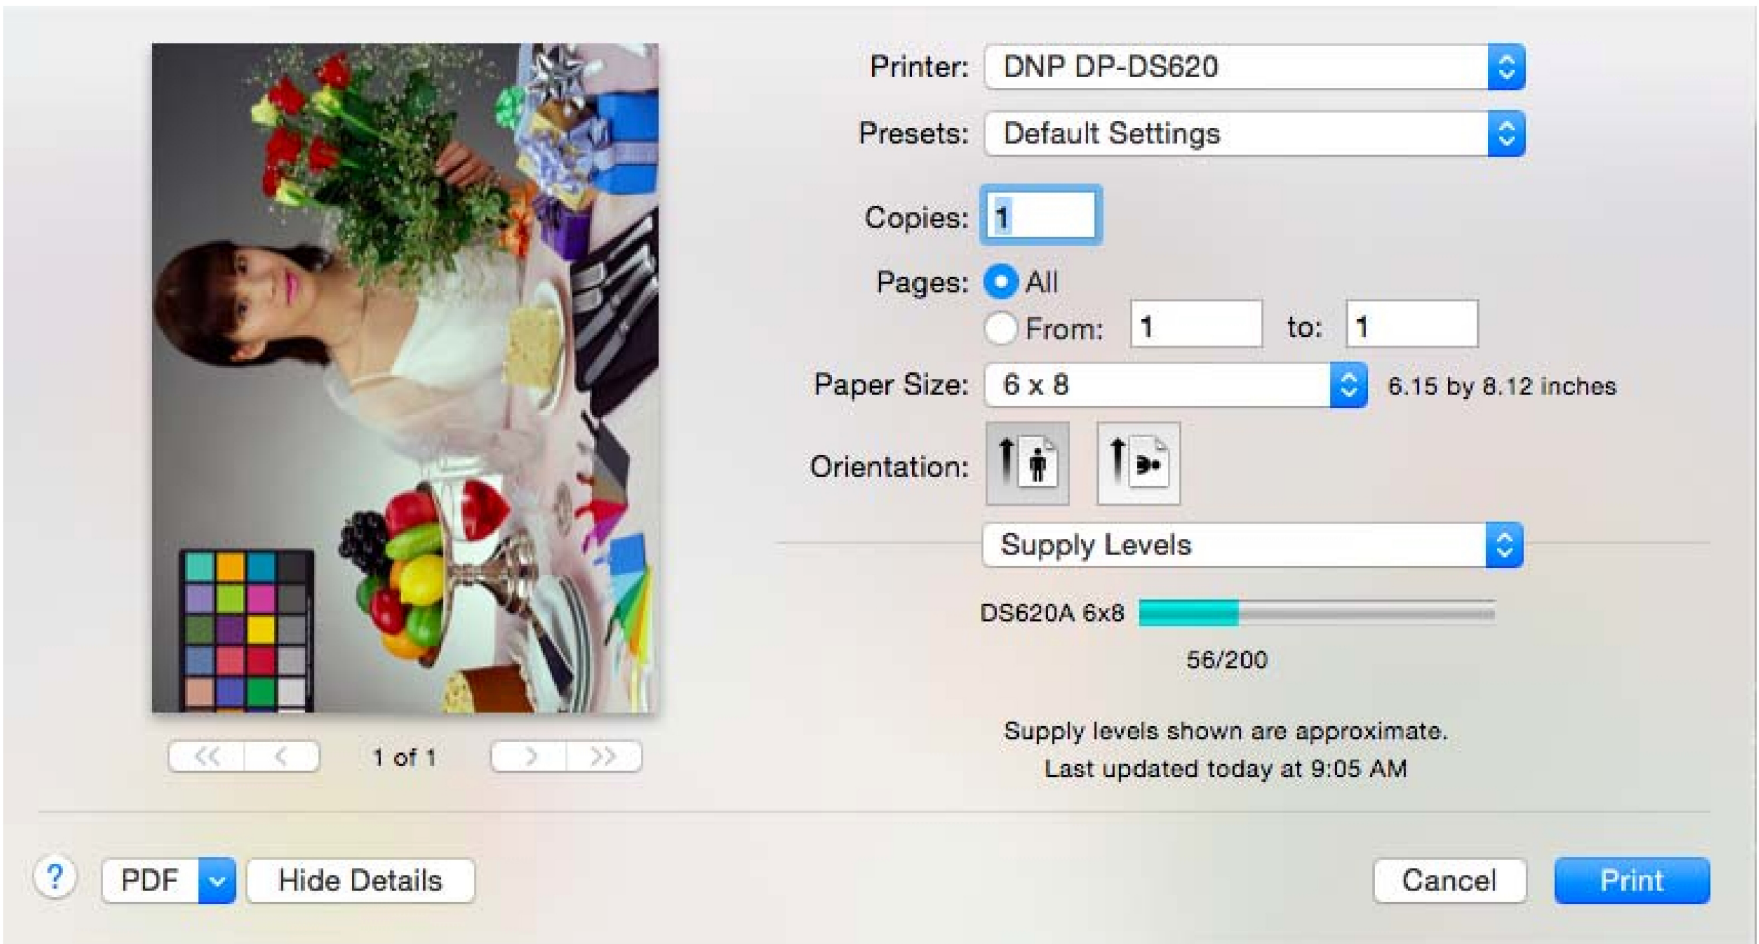 Printer: DNP DP-DS620
Presets: Default Settings
Copies: 1
Pages: All
From: 1 to: 1
Paper Size: 6 x 8 6.15 by 8.12 inches
Orientation:
Supply Levels
DS620A 6x8
56/200
Supply levels shown are approximate.
Last updated today at 9:05 AM
<< < 1 of 1 > >>
? PDF Hide Details Cancel Print